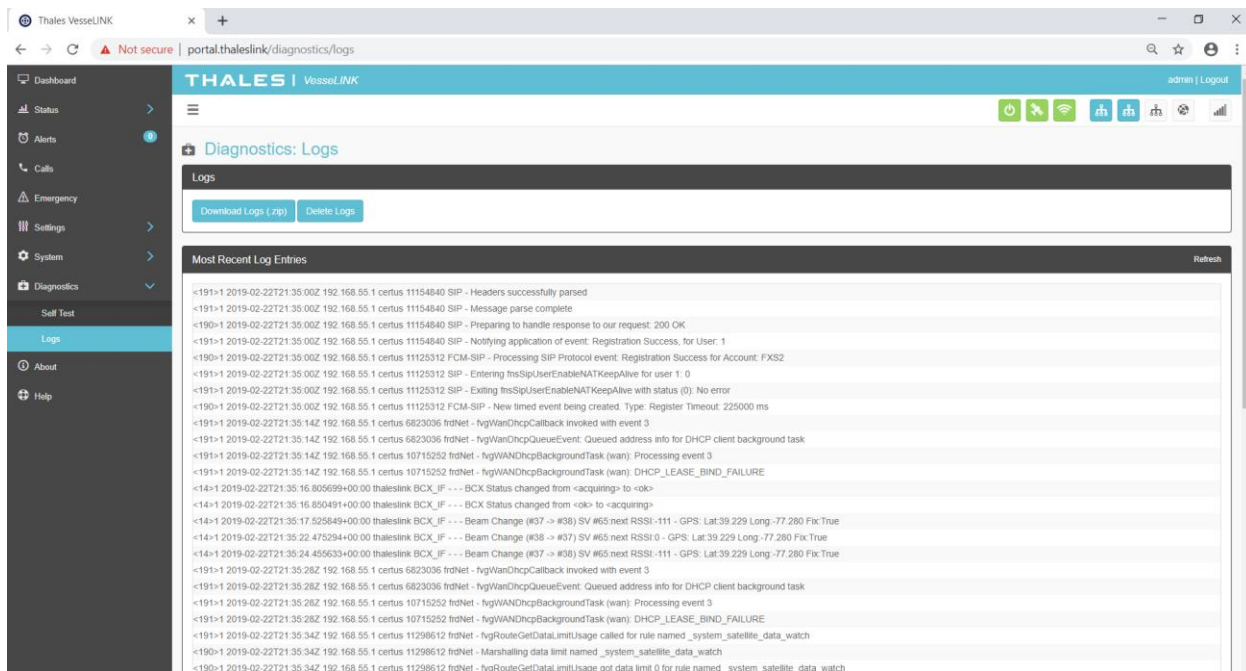 Thales VesseLINK
Not secure | portal.thaleslink/diagnostics/logs
Dashboard
THALES | VesseLINK
admin | Logout
Status
Alerts
0
Diagnostics: Logs
Calls
Logs
Emergency
Download Logs (.zip)
Delete Logs
Settings
System
Most Recent Log Entries
Refresh
Diagnostics
Self Test
Logs
About
Help
<191>1 2019-02-22T21:35:00Z 192.168.55.1 certus 11154840 SIP - Headers successfully parsed
<191>1 2019-02-22T21:35:00Z 192.168.55.1 certus 11154840 SIP - Message parse complete
<190>1 2019-02-22T21:35:00Z 192.168.55.1 certus 11154840 SIP - Preparing to handle response to our request: 200 OK
<191>1 2019-02-22T21:35:00Z 192.168.55.1 certus 11154840 SIP - Notifying application of event: Registration Success, for User: 1
<190>1 2019-02-22T21:35:00Z 192.168.55.1 certus 11125312 FCM-SIP - Processing SIP Protocol event: Registration Success for Account: FXS2
<191>1 2019-02-22T21:35:00Z 192.168.55.1 certus 11125312 SIP - Entering fnsSipUserEnableNATKeepAlive for user 1: 0
<191>1 2019-02-22T21:35:00Z 192.168.55.1 certus 11125312 SIP - Exiting fnsSipUserEnableNATKeepAlive with status (0): No error
<190>1 2019-02-22T21:35:00Z 192.168.55.1 certus 11125312 FCM-SIP - New timed event being created. Type: Register Timeout: 225000 ms
<191>1 2019-02-22T21:35:14Z 192.168.55.1 certus 6823036 frdNet - fvgWanDhcpCallback invoked with event 3
<191>1 2019-02-22T21:35:14Z 192.168.55.1 certus 6823036 frdNet - fvgWanDhcpQueueEvent: Queued address info for DHCP client background task
<191>1 2019-02-22T21:35:14Z 192.168.55.1 certus 10715252 frdNet - fvgWANDhcpBackgroundTask (wan): Processing event 3
<191>1 2019-02-22T21:35:14Z 192.168.55.1 certus 10715252 frdNet - fvgWANDhcpBackgroundTask (wan): DHCP_LEASE_BIND_FAILURE
<14>1 2019-02-22T21:35:16.805699+00:00 thaleslink BCX_IF - - - BCX Status changed from <acquiring> to <ok>
<14>1 2019-02-22T21:35:16.850491+00:00 thaleslink BCX_IF - - - BCX Status changed from <ok> to <acquiring>
<14>1 2019-02-22T21:35:17.525849+00:00 thaleslink BCX_IF - - - Beam Change (#37 -> #38) SV #65:next RSSI:-111 - GPS: Lat:39.229 Long:-77.280 Fix:True
<14>1 2019-02-22T21:35:22.475294+00:00 thaleslink BCX_IF - - - Beam Change (#38 -> #37) SV #65:next RSSI:0 - GPS: Lat:39.229 Long:-77.280 Fix:True
<14>1 2019-02-22T21:35:24.455633+00:00 thaleslink BCX_IF - - - Beam Change (#37 -> #38) SV #65:next RSSI:-111 - GPS: Lat:39.229 Long:-77.280 Fix:True
<191>1 2019-02-22T21:35:28Z 192.168.55.1 certus 6823036 frdNet - fvgWanDhcpCallback invoked with event 3
<191>1 2019-02-22T21:35:28Z 192.168.55.1 certus 6823036 frdNet - fvgWanDhcpQueueEvent: Queued address info for DHCP client background task
<191>1 2019-02-22T21:35:28Z 192.168.55.1 certus 10715252 frdNet - fvgWANDhcpBackgroundTask (wan): Processing event 3
<191>1 2019-02-22T21:35:28Z 192.168.55.1 certus 10715252 frdNet - fvgWANDhcpBackgroundTask (wan): DHCP_LEASE_BIND_FAILURE
<191>1 2019-02-22T21:35:34Z 192.168.55.1 certus 11298612 frdNet - fvgRouteGetDataLimitUsage called for rule named _system_satellite_data_watch
<190>1 2019-02-22T21:35:34Z 192.168.55.1 certus 11298612 frdNet - Marshalling data limit named _system_satellite_data_watch
<190>1 2019-02-22T21:35:34Z 192.168.55.1 certus 11298612 frdNet - fvgRouteGetDataLimitUsage got data limit 0 for rule named _system_satellite_data_watch